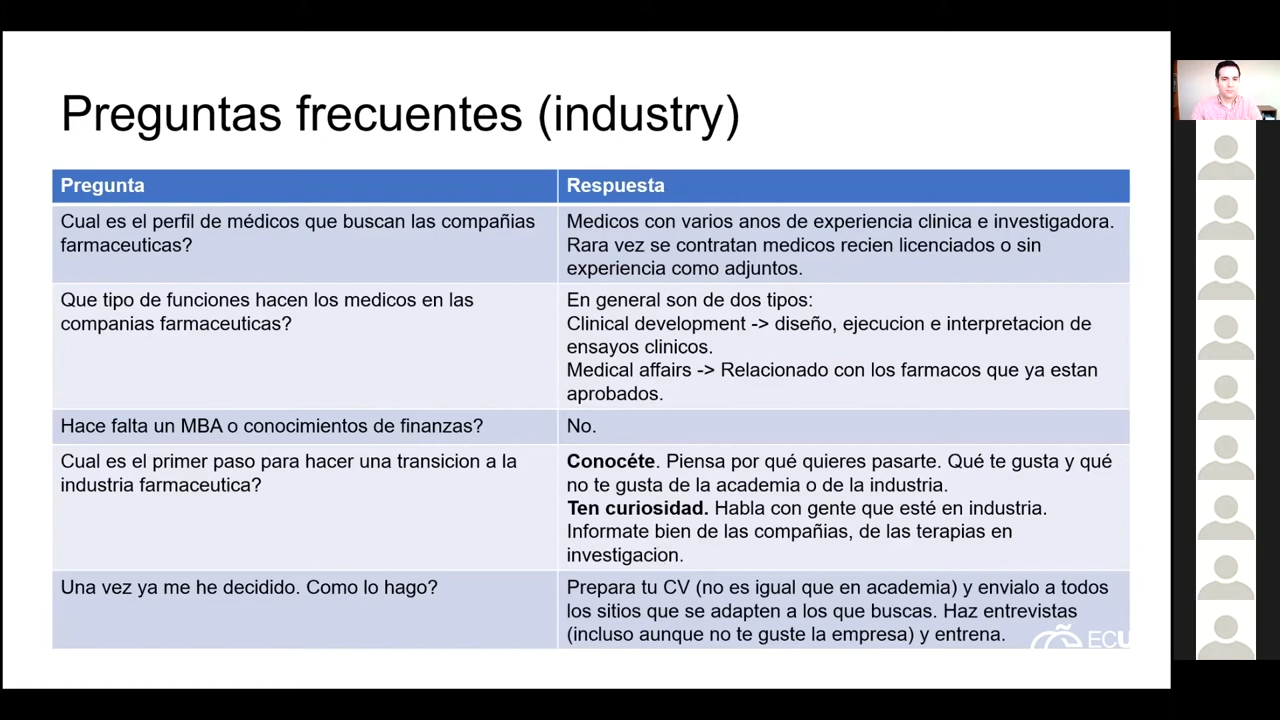 Preguntas frecuentes (industry)
Pregunta
Respuesta
Cual es el perfil de médicos que buscan las compañias
farmaceuticas?
Medicos con varios anos de experiencia clinica e investigadora.
Rara vez se contratan medicos recien licenciados o sin
experiencia como adjuntos.
Que tipo de funciones hacen los medicos en las
companias farmaceuticas?
En general son de dos tipos:
Clinical development -> diseño, ejecucion e interpretacion de
ensayos clinicos.
Medical affairs -> Relacionado con los farmacos que ya estan
aprobados.
Hace falta un MBA o conocimientos de finanzas?
No.
Cual es el primer paso para hacer una transicion a la
industria farmaceutica?
Conocéte. Piensa por qué quieres pasarte. Qué te gusta y qué
no te gusta de la academia o de la industria.
Ten curiosidad. Habla con gente que esté en industria.
Informate bien de las compañias, de las terapias en
investigacion.
Una vez ya me he decidido. Como lo hago?
Prepara tu CV (no es igual que en academia) y envialo a todos
los sitios que se adapten a los que buscas. Haz entrevistas
(incluso aunque no te guste la empresa) y entrena.
ECU